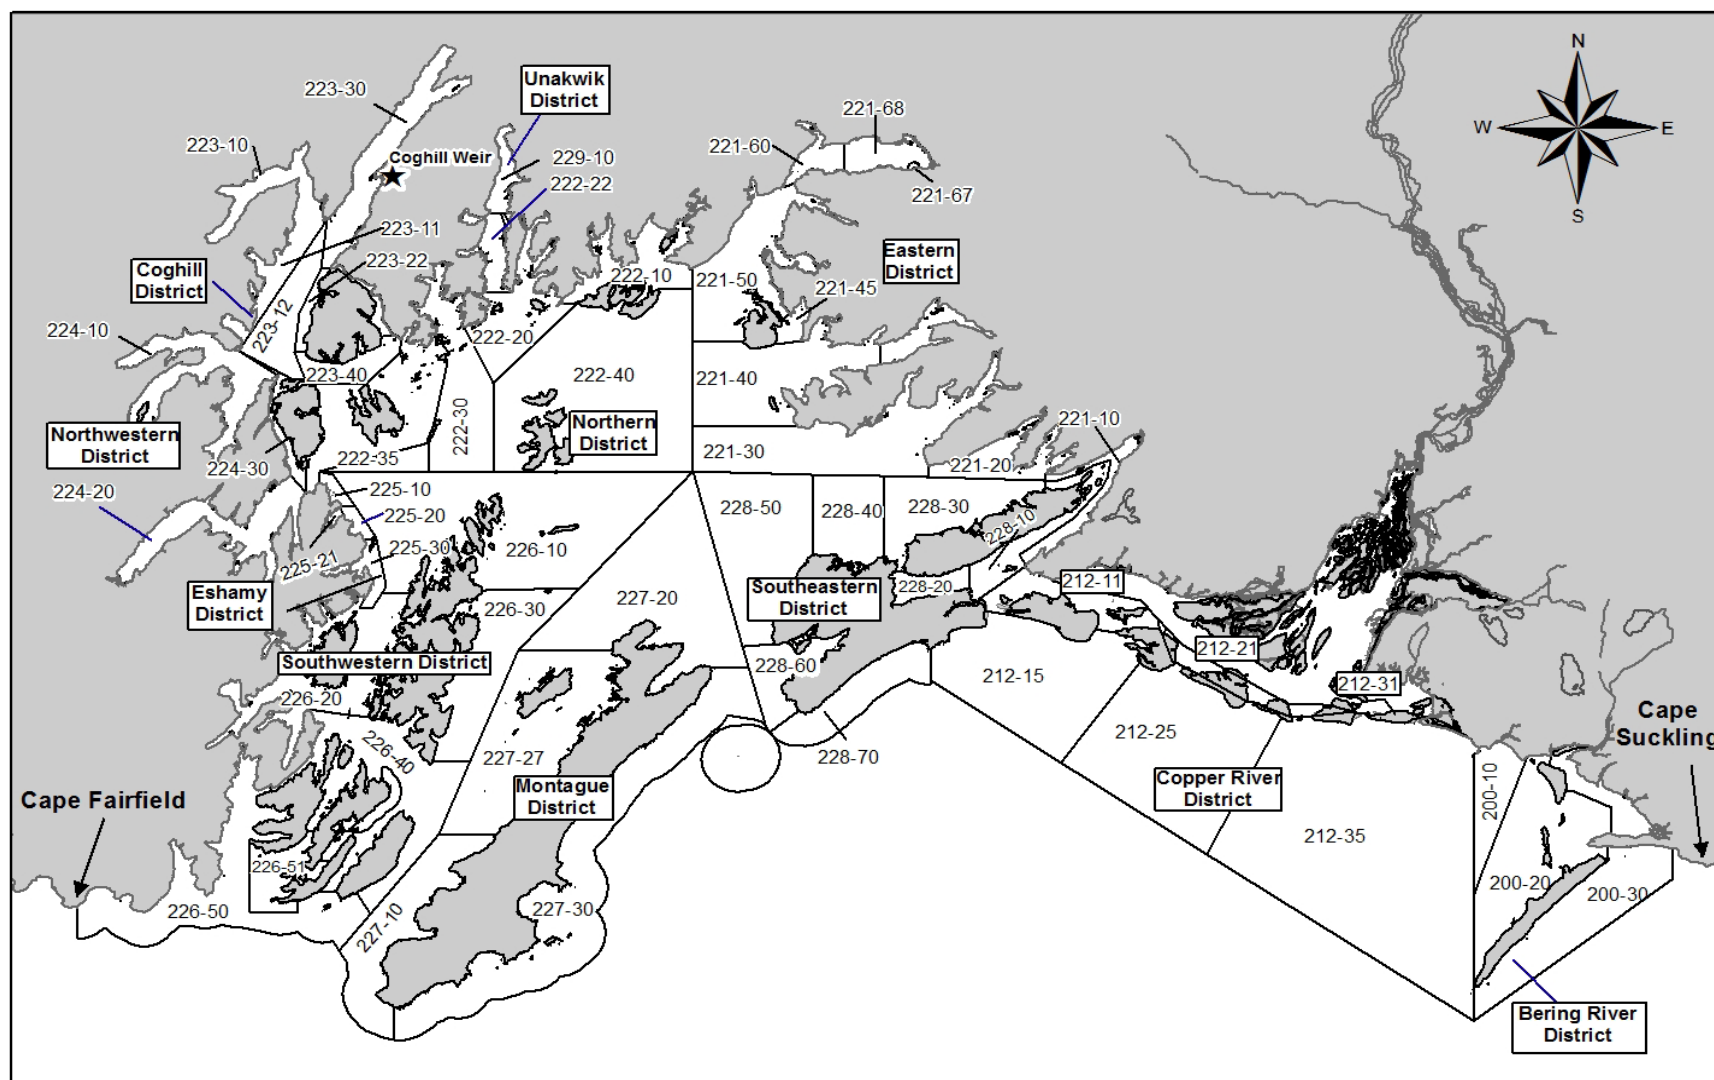 N
W
E
S
223-30
Unakwik
District
221-68
223-10
Coghill Weir
221-60
229-10
222-22
221-67
223-11
Eastern
District
Coghill
District
223-22
222-10
221-50
221-45
223-12
224-10
222-20
223-40
222-40
221-40
Northwestern
District
222-30
Northern
District
221-10
224-30
222-35
221-30
221-20
224-20
225-10
225-20
228-50
228-40
228-30
228-10
225-21
225-30
226-10
Eshamy
District
226-30
227-20
Southeastern
District
228-20
212-11
212-21
Southwestern District
228-60
212-15
212-31
226-20
226-40
227-27
228-70
212-25
Cape
Suckling
200-10
Montague
District
Copper River
District
Cape Fairfield
212-35
226-51
200-20
200-30
226-50
227-10
227-30
Bering River
District